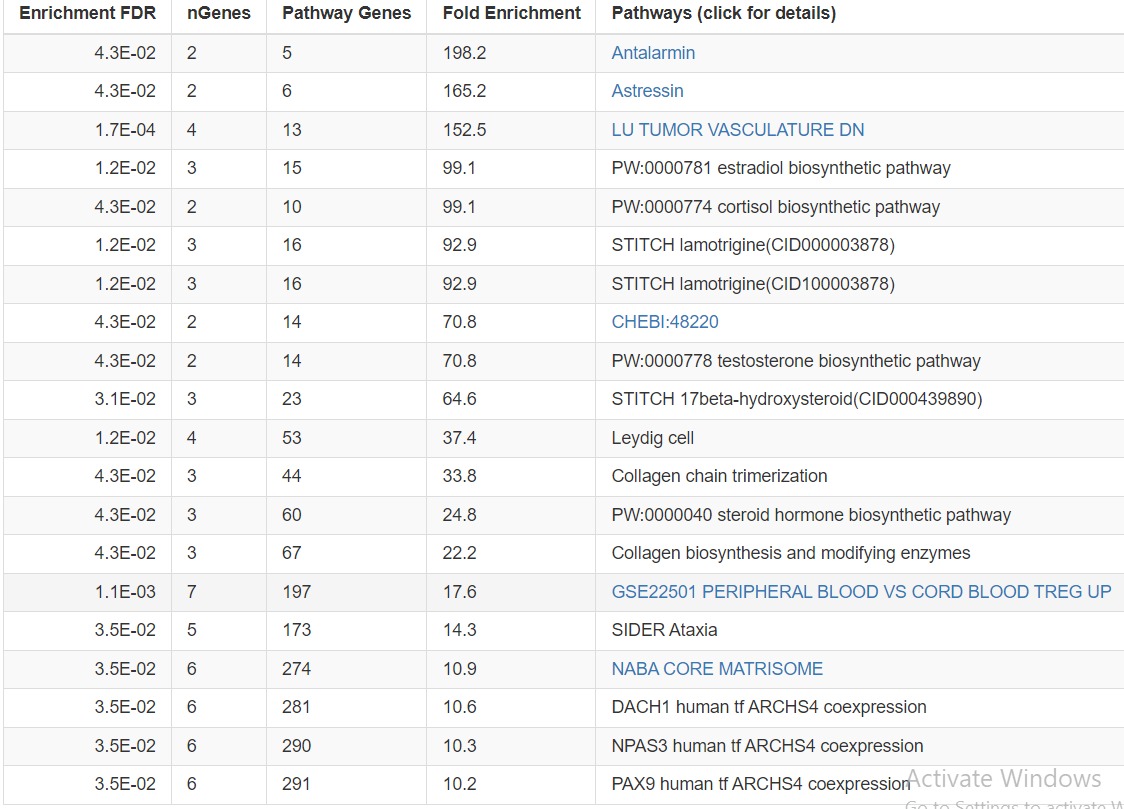 Enrichment FDR nGenes Pathway Genes Fold Enrichment Pathways (click for details)
4.3E-02 2 5 198.2 Antalarmin
4.3E-02 2 6 165.2 Astressin
1.7E-04 4 13 152.5 LU TUMOR VASCULATURE DN
1.2E-02 3 15 99.1 PW:0000781 estradiol biosynthetic pathway
4.3E-02 2 10 99.1 PW:0000774 cortisol biosynthetic pathway
1.2E-02 3 16 92.9 STITCH lamotrigine(CID000003878)
1.2E-02 3 16 92.9 STITCH lamotrigine(CID100003878)
4.3E-02 2 14 70.8 CHEBI:48220
4.3E-02 2 14 70.8 PW:0000778 testosterone biosynthetic pathway
3.1E-02 3 23 64.6 STITCH 17beta-hydroxysteroid(CID000439890)
1.2E-02 4 53 37.4 Leydig cell
4.3E-02 3 44 33.8 Collagen chain trimerization
4.3E-02 3 60 24.8 PW:0000040 steroid hormone biosynthetic pathway
4.3E-02 3 67 22.2 Collagen biosynthesis and modifying enzymes
1.1E-03 7 197 17.6 GSE22501 PERIPHERAL BLOOD VS CORD BLOOD TREG UP
3.5E-02 5 173 14.3 SIDER Ataxia
3.5E-02 6 274 10.9 NABA CORE MATRISOME
3.5E-02 6 281 10.6 DACH1 human tf ARCHS4 coexpression
3.5E-02 6 290 10.3 NPAS3 human tf ARCHS4 coexpression
3.5E-02 6 291 10.2 PAX9 human tf ARCHS4 coexpression
Activate Windows
Go to Settings to activate W